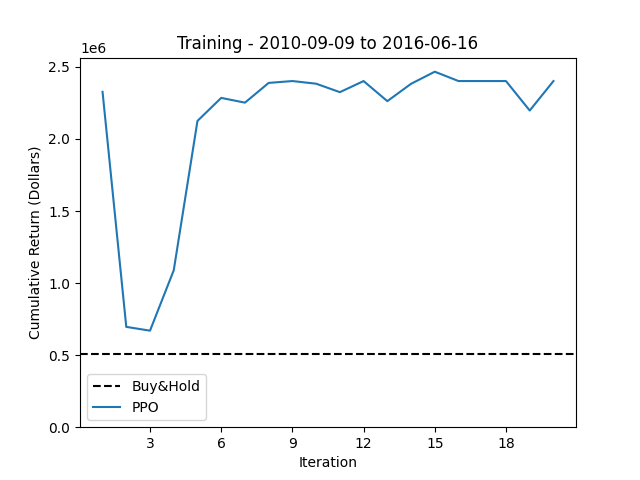 Training - 2010-09-09 to 2016-06-16
1e6
2.5
2.0
1.5
1.0
0.5
0.0
Cumulative Return (Dollars)
Buy&Hold
PPO
3 6 9 12 15 18
Iteration